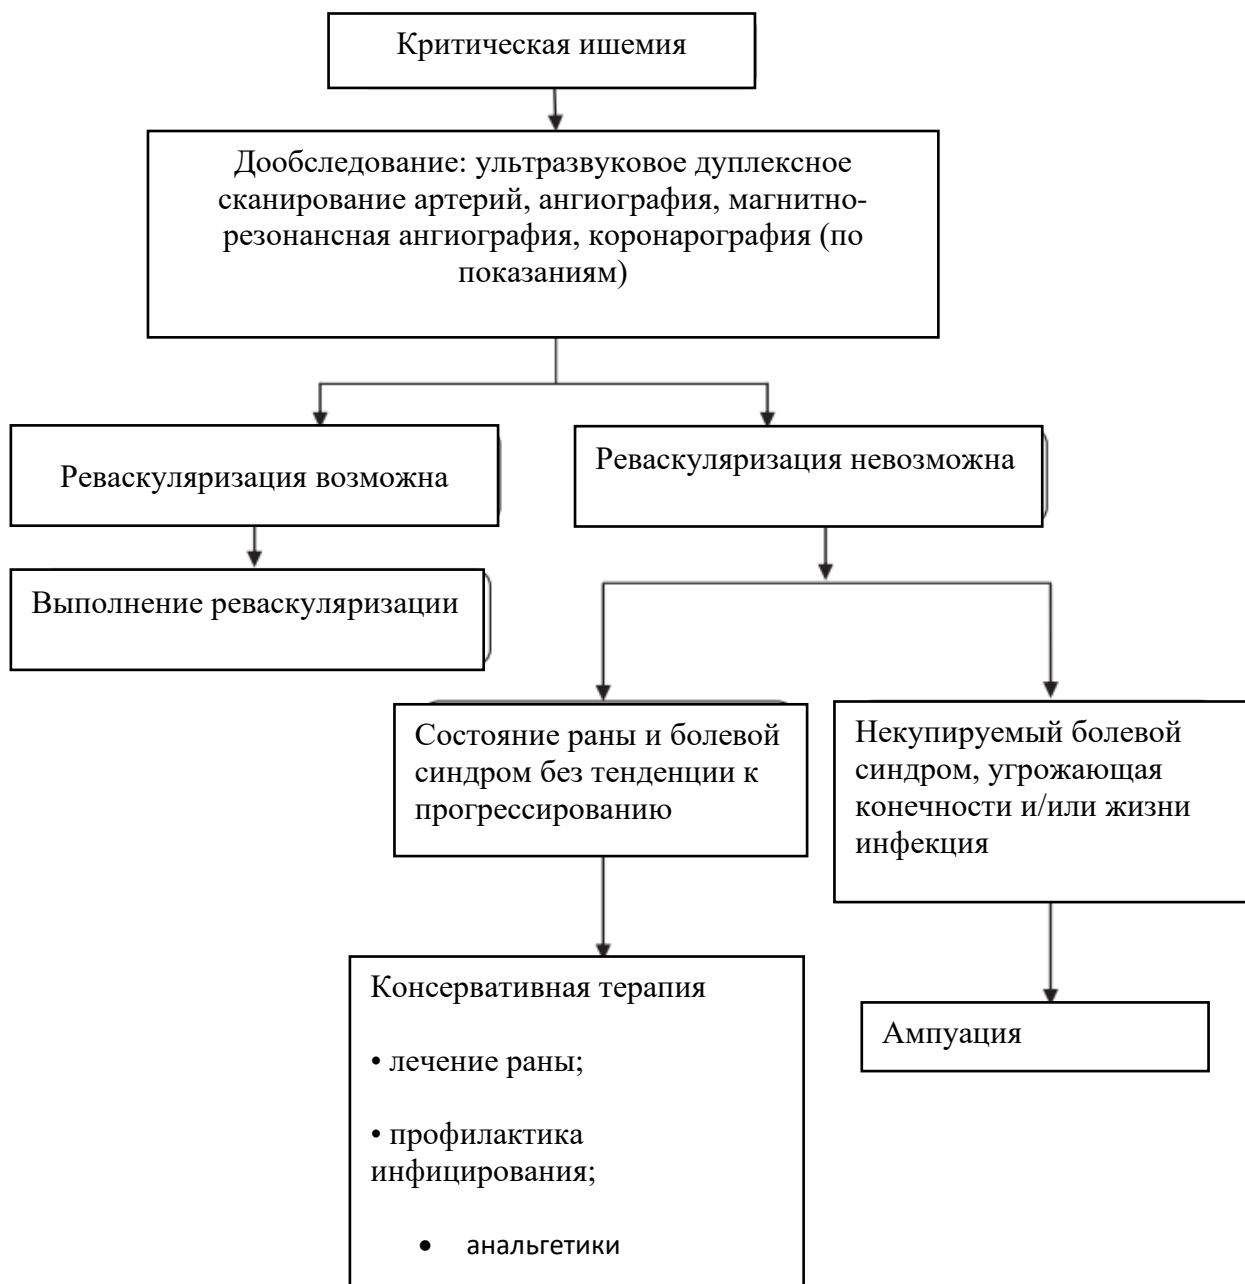 Критическая ишемия
Дообследование: ультразвуковое дуплексное
сканирование артерий, ангиография, магнитно-
резонансная ангиография, коронарография (по
показаниям)
Реваскуляризация возможна
Реваскуляризация невозможна
Выполнение реваскуляризации
Состояние раны и болевой
синдром без тенденции к
прогрессированию
Некупируемый болевой
синдром, угрожающая
конечности и/или жизни
инфекция
Консервативная терапия
• лечение раны;
• профилактика
инфицирования;
• анальгетики
Ампуация